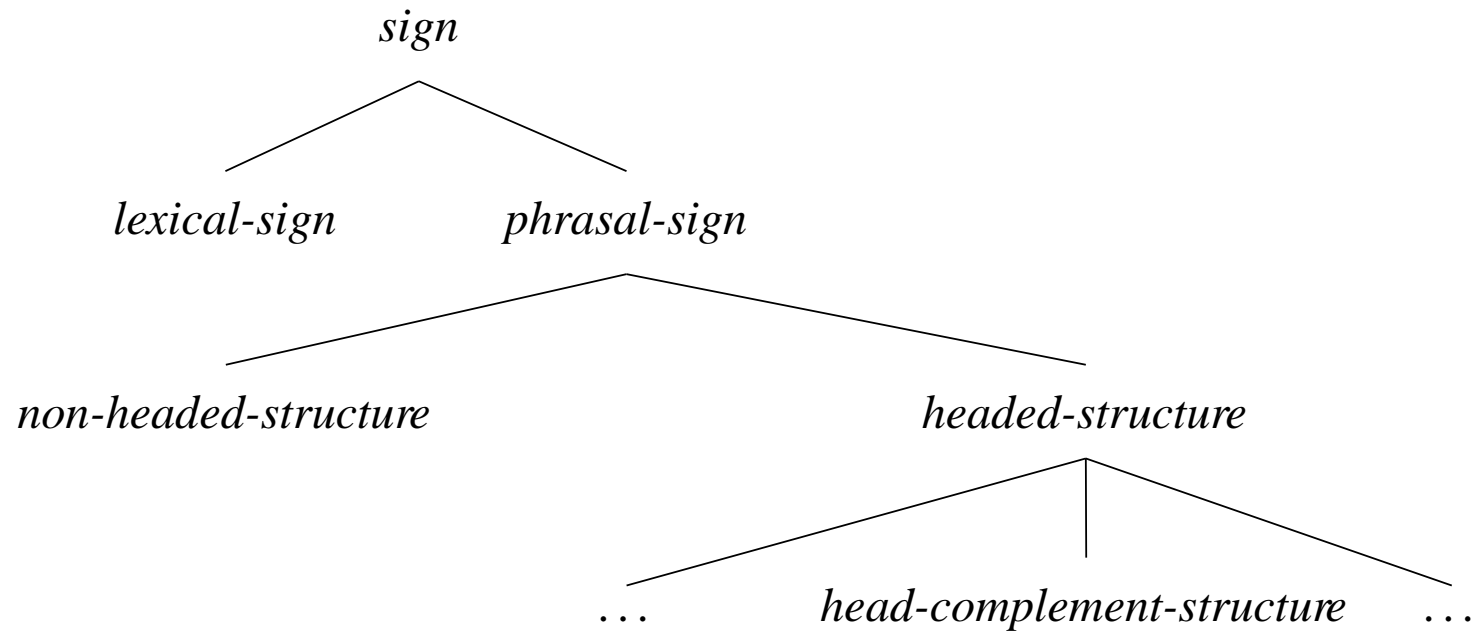 sign
lexical-sign phrasal-sign
non-headed-structure headed-structure
... head-complement-structure ...